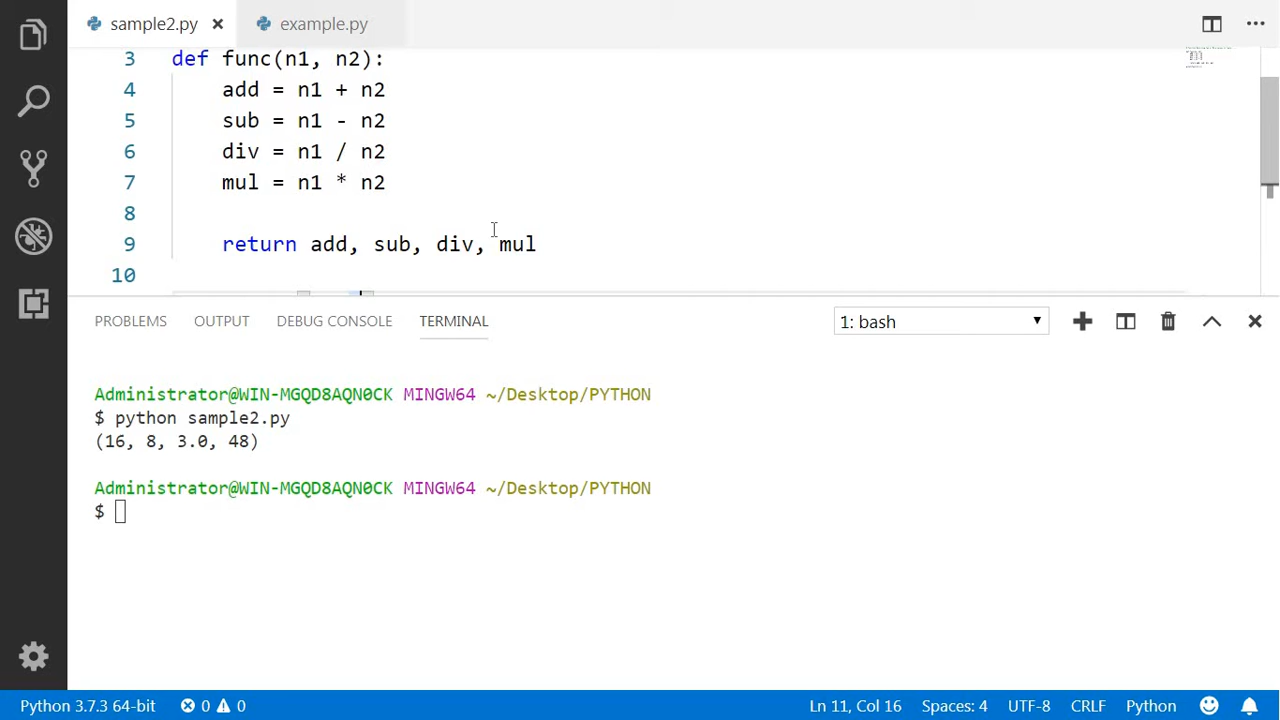 sample2.py
example.py
3 def func(n1, n2):
4 add = n1 + n2
5 sub = n1 - n2
6 div = n1 / n2
7 mul = n1 * n2
8
9 return add, sub, div, mul
10
PROBLEMS OUTPUT DEBUG CONSOLE TERMINAL 1: bash
Administrator@WIN-MGQD8AQN0CK MINGW64 ~/Desktop/PYTHON
$ python sample2.py
(16, 8, 3.0, 48)
Administrator@WIN-MGQD8AQN0CK MINGW64 ~/Desktop/PYTHON
$
Python 3.7.3 64-bit 0 0 Ln 11, Col 16 Spaces: 4 UTF-8 CRLF Python